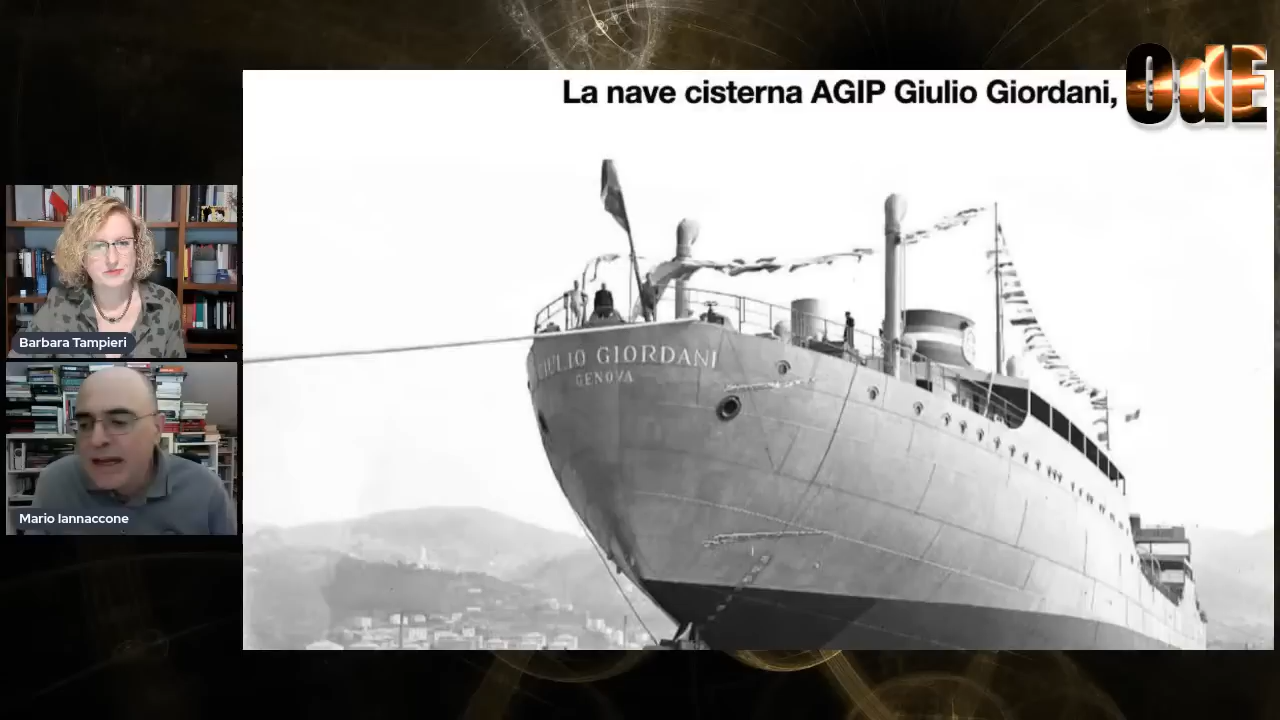 La nave cisterna AGIP Giulio Giordani,
OdE
GIULIO GIORDANI
GENOVA
Barbara Tampieri
Mario Iannaccone